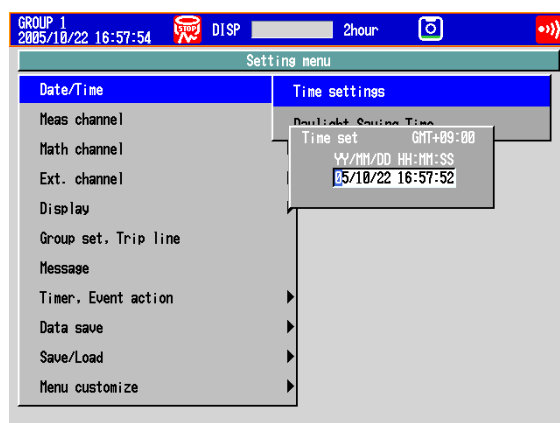 GROUP 1
2005/10/22 16:57:54
STOP
DISP
2hour
Setting menu
Date/Time
Time settings
Meas channel
Daylight Saving Time
Time set GMT+09:00
Math channel
YY/MM/DD HH:MM:SS
Ext. channel
05/10/22 16:57:52
Display
Group set, Trip line
Message
Timer, Event action
Data save
Save/Load
Menu customize